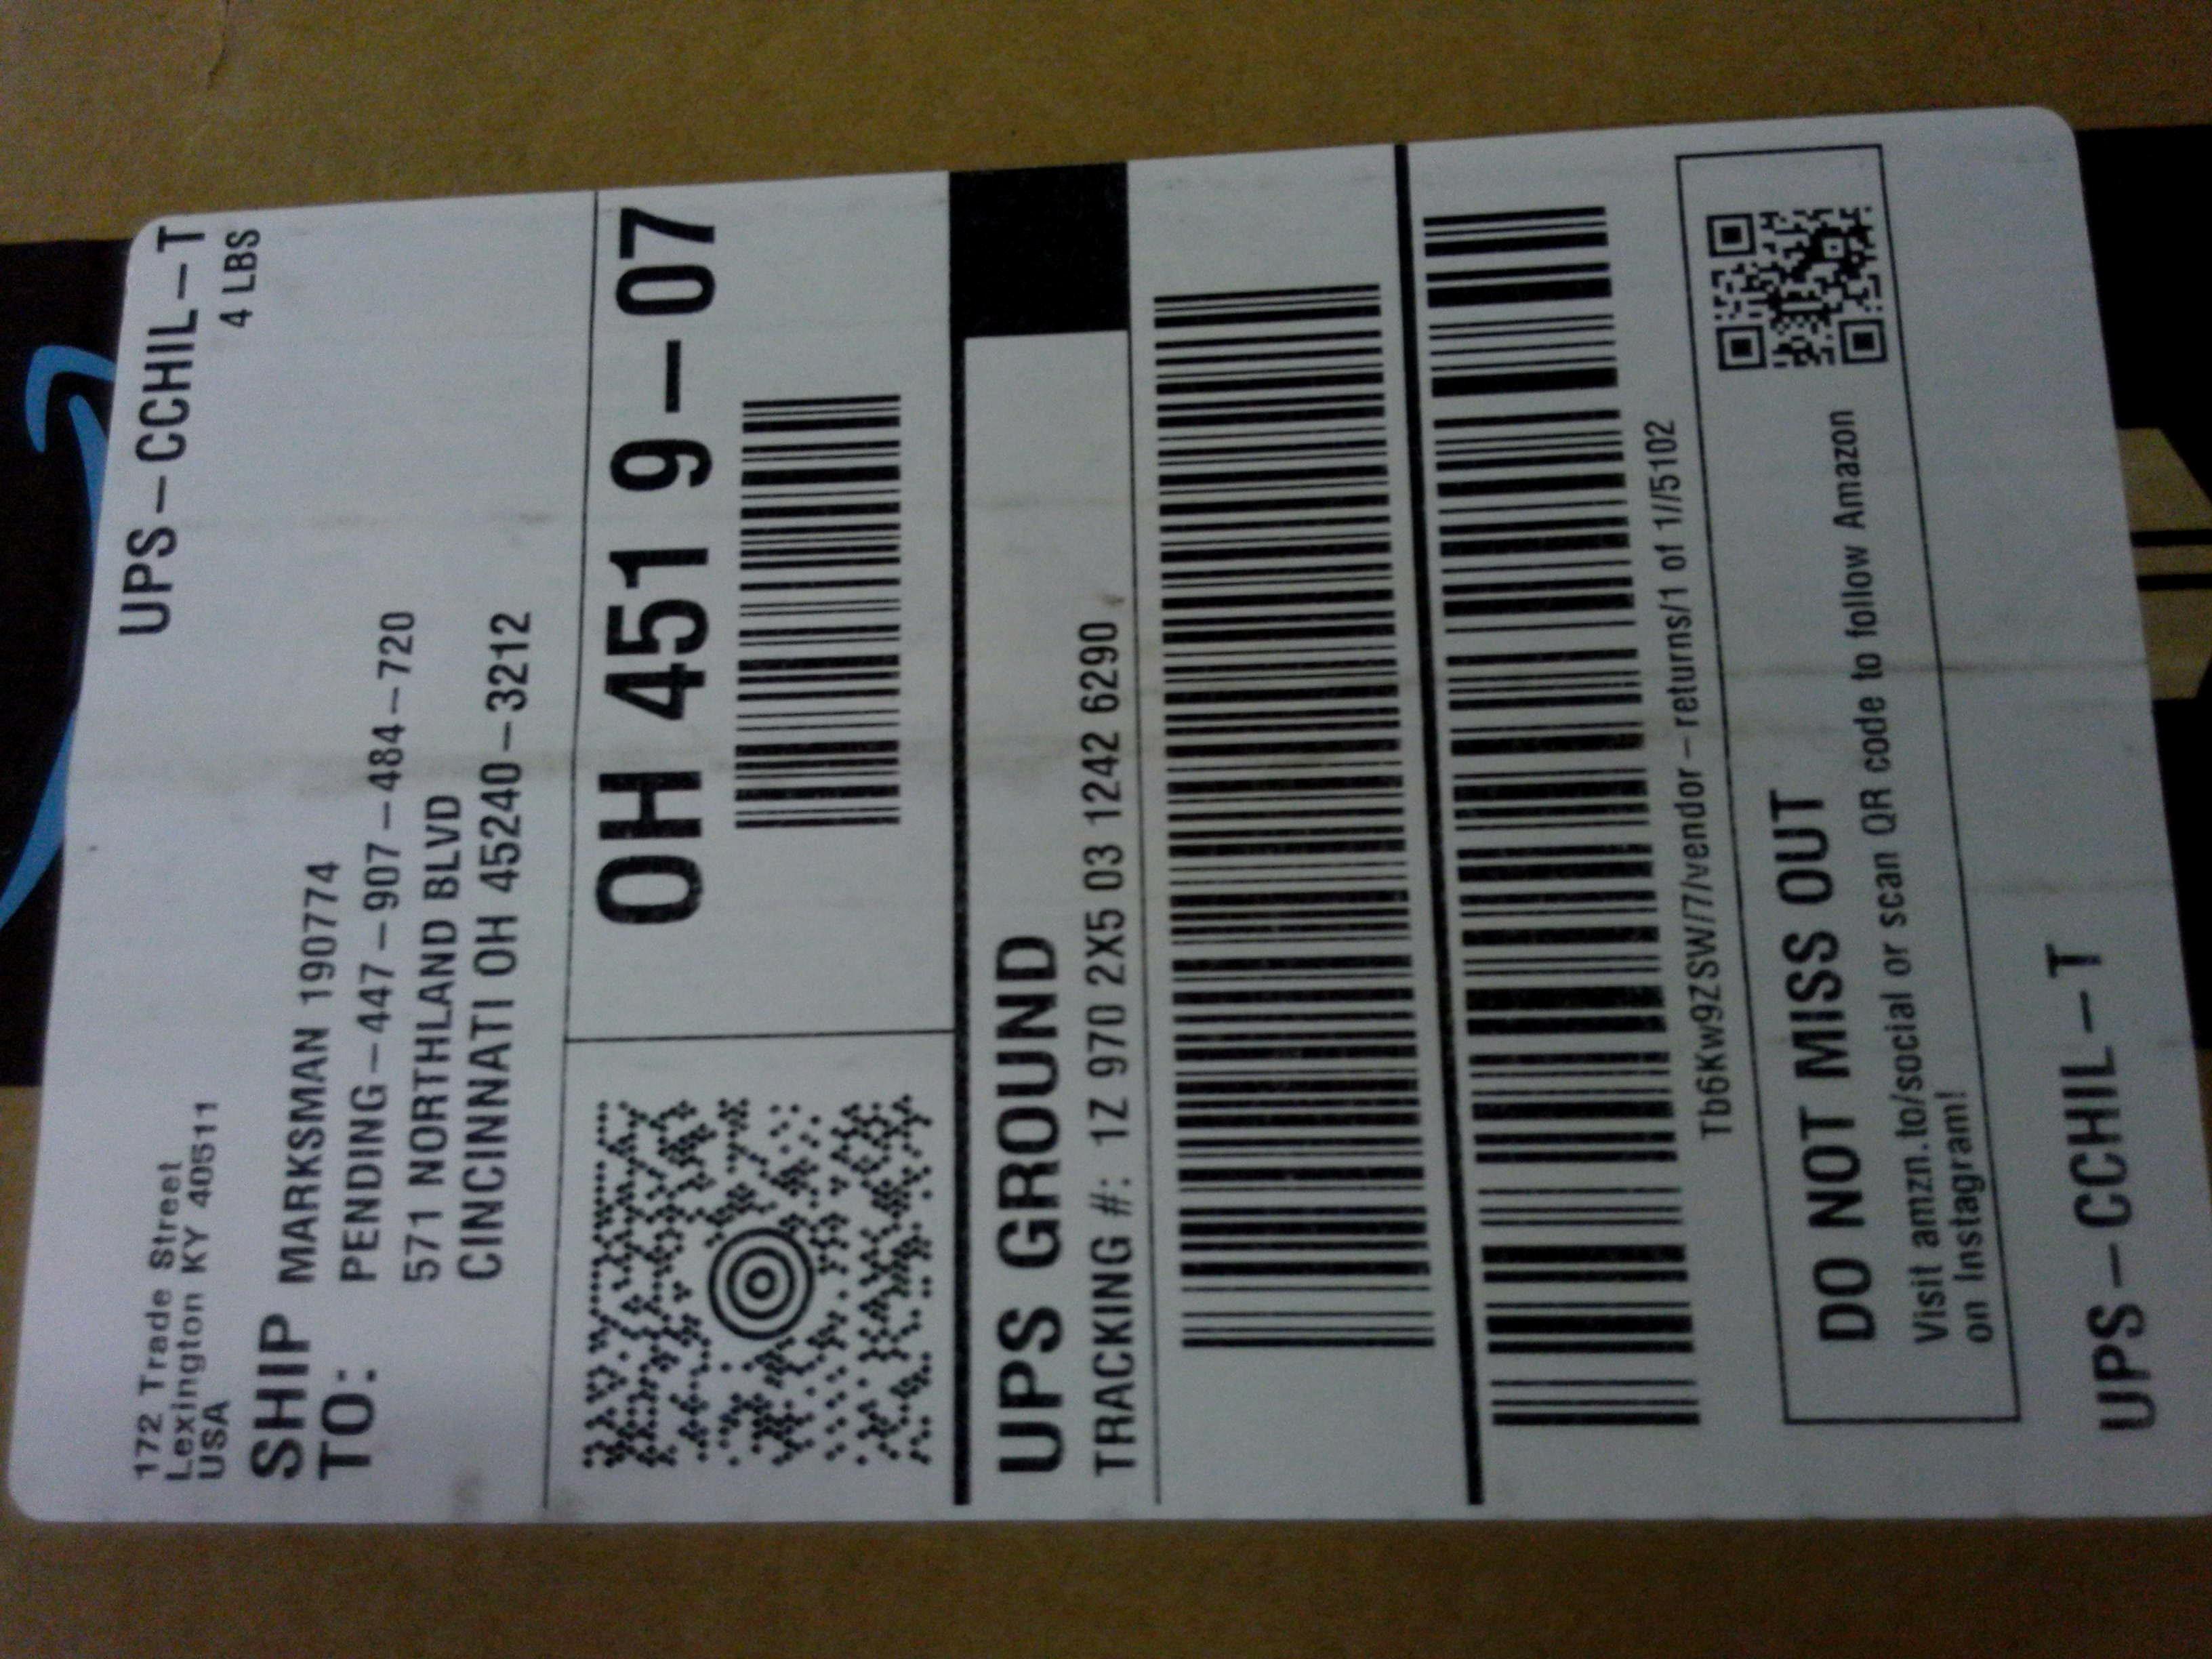 172 Trade Street
Lexington KY 40511
USA
UPS-CCHIL-T
4 LBS
SHIP
TO:
MARKSMAN 190774
PENDING-447-907-484-720
571 NORTHLAND BLVD
CINCINNATI OH 45240-3212
OH 451 9-07
UPS GROUND
TRACKING #: 1Z 970 2X5 03 1242 6290
Tb6Kw9ZSW/7/vendor-returns/1 of 1//5102
DO NOT MISS OUT
Visit amzn.to/social or scan QR code to follow Amazon
on Instagram!
UPS-CCHIL-T